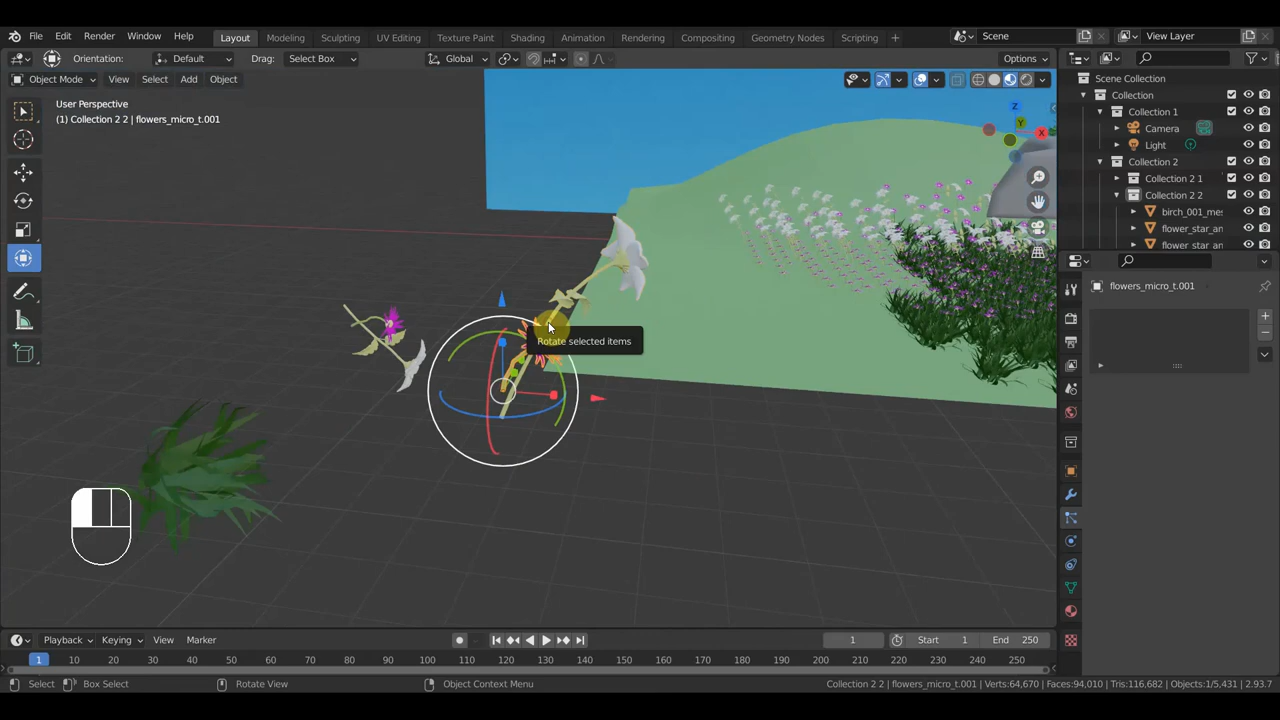 File Edit Render Window Help Layout Modeling Sculpting UV Editing Texture Paint Shading Animation Rendering Compositing Geometry Nodes Scripting + Scene View Layer
Orientation: Default Drag: Select Box Global Options
Object Mode View Select Add Object
User Perspective
(1) Collection 2 2 | flowers_micro_t.001
Z
Y
X
Scene Collection
Collection
Collection 1
Camera
Light
Collection 2
Collection 2 1
Collection 2 2
birch_001_me:
flower_star_an
flower_star_an
flowers_micro_t.001
Rotate selected items
Playback Keying View Marker 1 Start 1 End 250
1 10 20 30 40 50 60 70 80 90 100 110 120 130 140 150 160 170 180 190 200 210 220 230 240 250
Select Box Select Rotate View Object Context Menu Collection 2 2 | flowers_micro_t.001 | Verts:64,670 | Faces:94,010 | Tris:116,682 | Objects:1/5,431 | 2.93.7